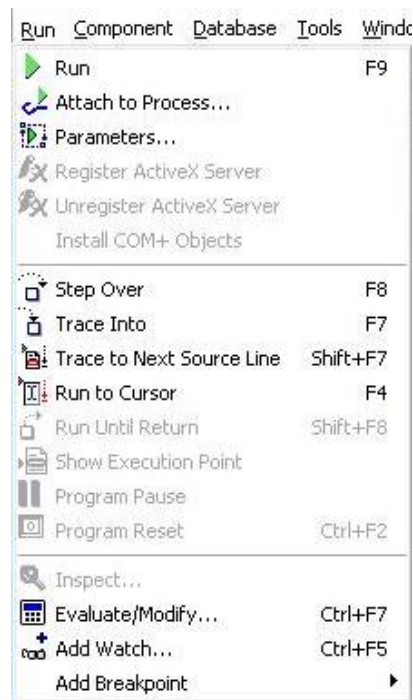 Run Component Database Tools
Run F9
Attach to Process...
Parameters...
Register ActiveX Server
Unregister ActiveX Server
Install COM+ Objects
Step Over F8
Trace Into F7
Trace to Next Source Line Shift+F7
Run to Cursor F4
Run Until Return Shift+F8
Show Execution Point
Program Pause
Program Reset Ctrl+F2
Inspect...
Evaluate/Modify... Ctrl+F7
Add Watch... Ctrl+F5
Add Breakpoint